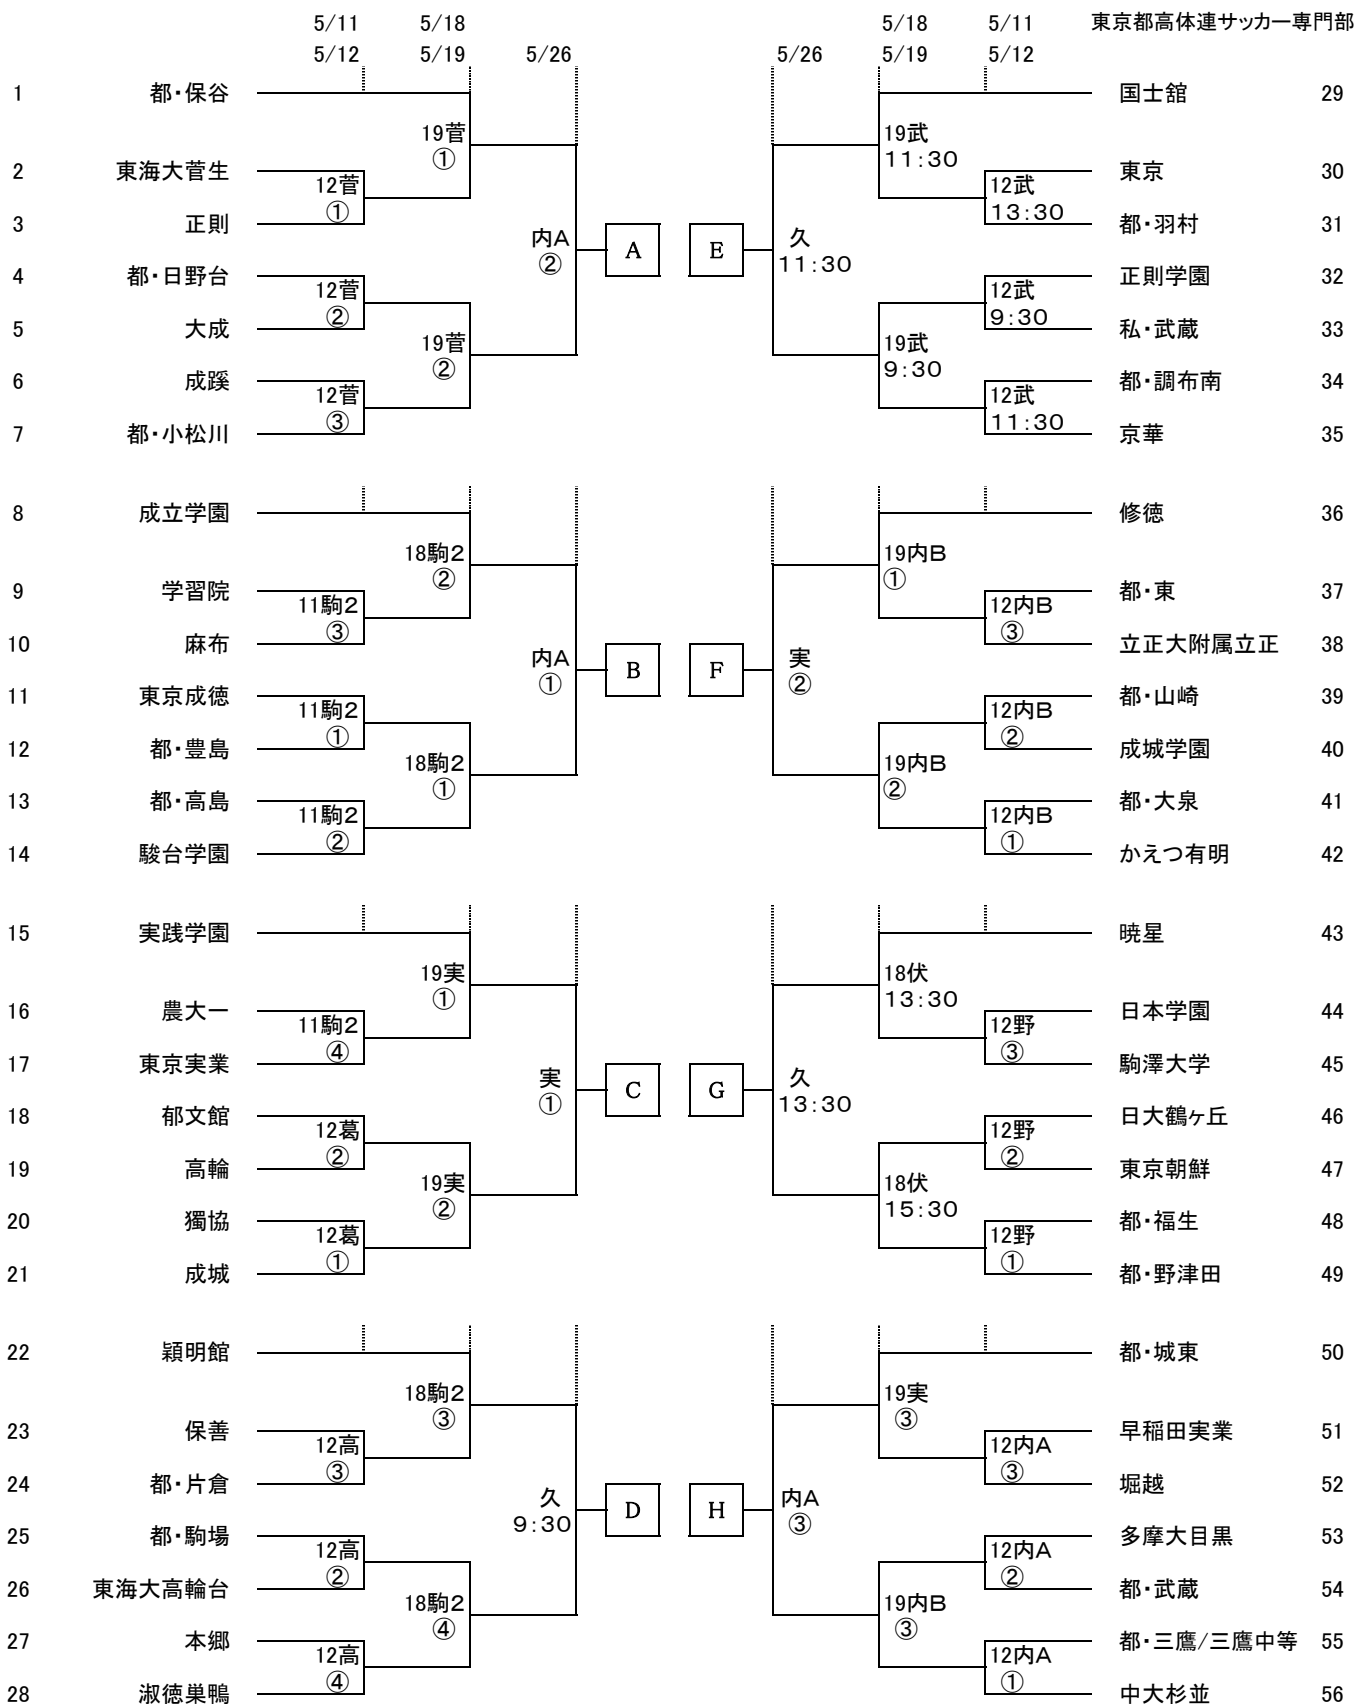 5/11 5/18 5/18 5/11 東京都高体連サッカー専門部
5/12 5/19 5/26 5/26 5/19 5/12
1 都・保谷 国士舘 29
19菅 19武
① 11:30
2 東海大菅生 東京 30
12菅 12武
① 13:30
3 正則 都・羽村 31
内A A E 久
② 11:30
4 都・日野台 正則学園 32
12菅 12武
② 9:30
5 大成 私・武蔵 33
19菅 19武
② 9:30
6 成蹊 都・調布南 34
12菅 12武
③ 11:30
7 都・小松川 京華 35
8 成立学園 修徳 36
18駒2 19内B
② ①
9 学習院 都・東 37
11駒2 12内B
③ ③
10 麻布 立正大附属立正 38
内A B F 実
① ②
11 東京成徳 都・山崎 39
11駒2 12内B
① ②
12 都・豊島 成城学園 40
18駒2 19内B
① ②
13 都・高島 都・大泉 41
11駒2 12内B
② ①
14 駿台学園 かえつ有明 42
15 実践学園 暁星 43
19実 18伏
① 13:30
16 農大一 日本学園 44
11駒2 12野
④ ③
17 東京実業 駒澤大学 45
実 C G 久
① 13:30
18 郁文館 日大鶴ヶ丘 46
12葛 12野
② ②
19 高輪 東京朝鮮 47
19実 18伏
② 15:30
20 獨協 都・福生 48
12葛 12野
① ①
21 成城 都・野津田 49
22 穎明館 都・城東 50
18駒2 19実
③ ③
23 保善 早稲田実業 51
12高 12内A
③ ③
24 都・片倉 堀越 52
久 D H 内A
9:30 ③
25 都・駒場 多摩大目黒 53
12高 12内A
② ②
26 東海大高輪台 都・武蔵 54
18駒2 19内B
④ ③
27 本郷 都・三鷹/三鷹中等 55
12高 12内A
④ ①
28 淑徳巣鴨 中大杉並 56